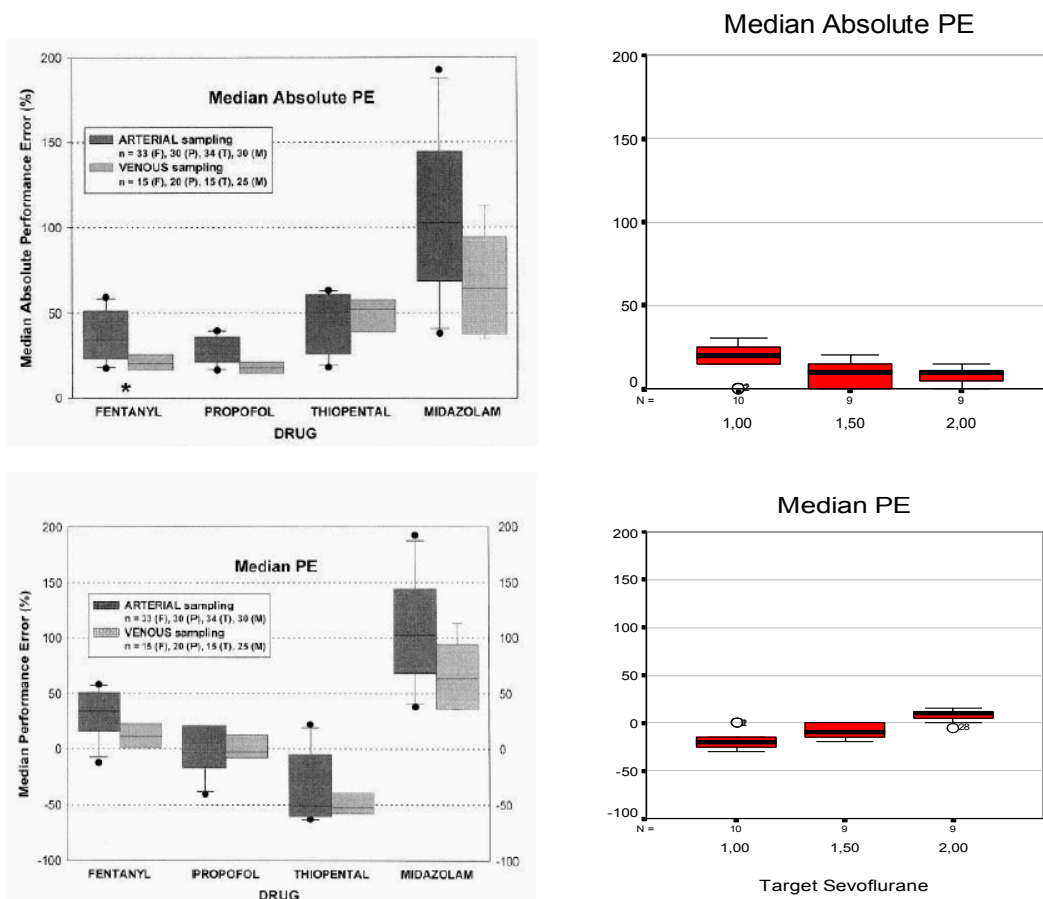 Median Absolute PE
200
150
100
50
0
Median Absolute Performance Error (%)
ARTERIAL sampling
n = 33 (F), 30 (P), 34 (T), 30 (M)
VENOUS sampling
n = 15 (F), 20 (P), 15 (T), 25 (M)
*
FENTANYL PROPOFOL THIOPENTAL MIDAZOLAM
DRUG
Median Absolute PE
200
150
100
50
0
N = 10 9 9
1,00 1,50 2,00
Median PE
200 200
150 150
100 100
50 50
0 0
-50 -50
-100 -100
Median Performance Error (%)
ARTERIAL sampling
n = 33 (F), 30 (P), 34 (T), 30 (M)
VENOUS sampling
n = 15 (F), 20 (P), 15 (T), 25 (M)
FENTANYL PROPOFOL THIOPENTAL MIDAZOLAM
DRUG
Median PE
200
150
100
50
-0
-50
-100
28
N = 10 9 9
1,00 1,50 2,00
Target Sevoflurane